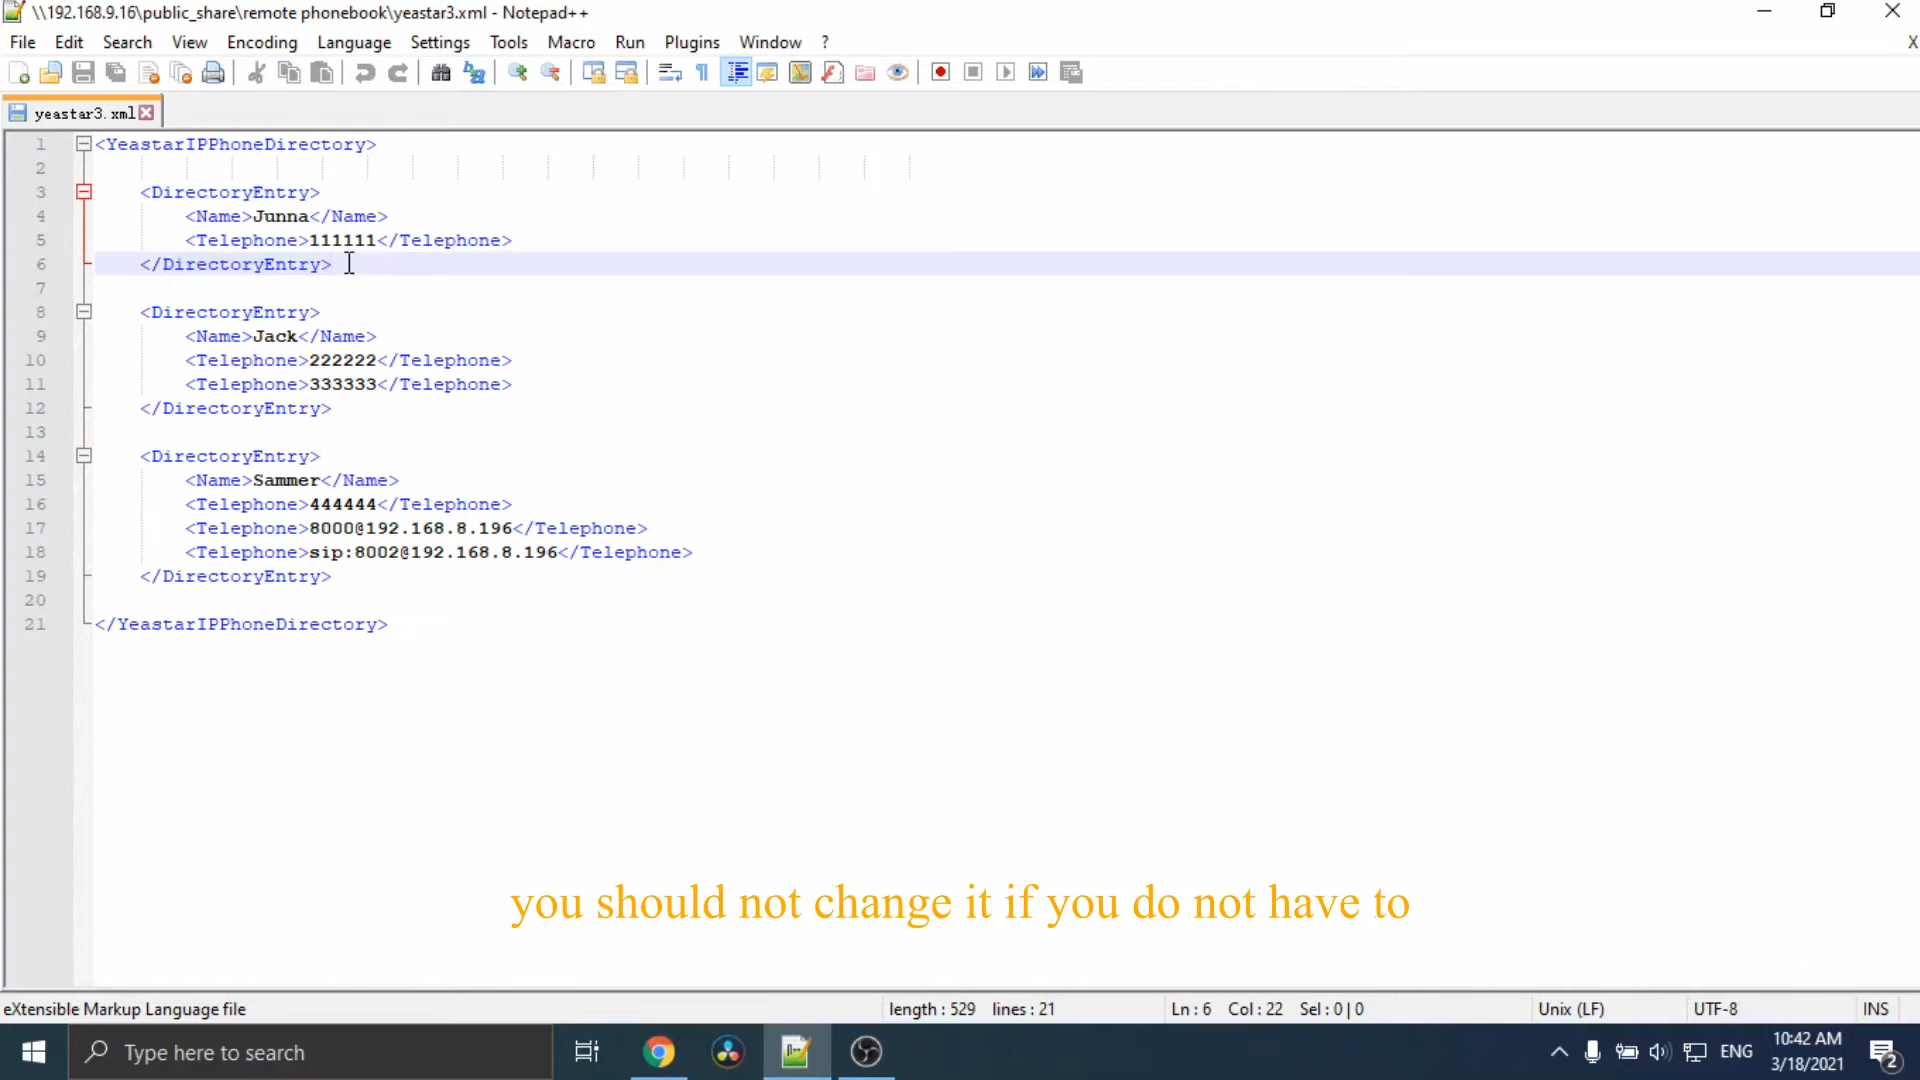 \\192.168.9.16\public_share\remote phonebook\yeastar3.xml - Notepad++
File Edit Search View Encoding Language Settings Tools Macro Run Plugins Window ? X
yeastar3.xml
1 <YeastarIPPhoneDirectory>
2
3 <DirectoryEntry>
4 <Name>Junna</Name>
5 <Telephone>111111</Telephone>
6 </DirectoryEntry>
7
8 <DirectoryEntry>
9 <Name>Jack</Name>
10 <Telephone>222222</Telephone>
11 <Telephone>333333</Telephone>
12 </DirectoryEntry>
13
14 <DirectoryEntry>
15 <Name>Sammer</Name>
16 <Telephone>444444</Telephone>
17 <Telephone>8000@192.168.8.196</Telephone>
18 <Telephone>sip:8002@192.168.8.196</Telephone>
19 </DirectoryEntry>
20
21 </YeastarIPPhoneDirectory>
you should not change it if you do not have to
eXtensible Markup Language file length : 529 lines : 21 Ln : 6 Col : 22 Sel : 0 | 0 Unix (LF) UTF-8 INS
Type here to search ENG 10:42 AM
3/18/2021 2